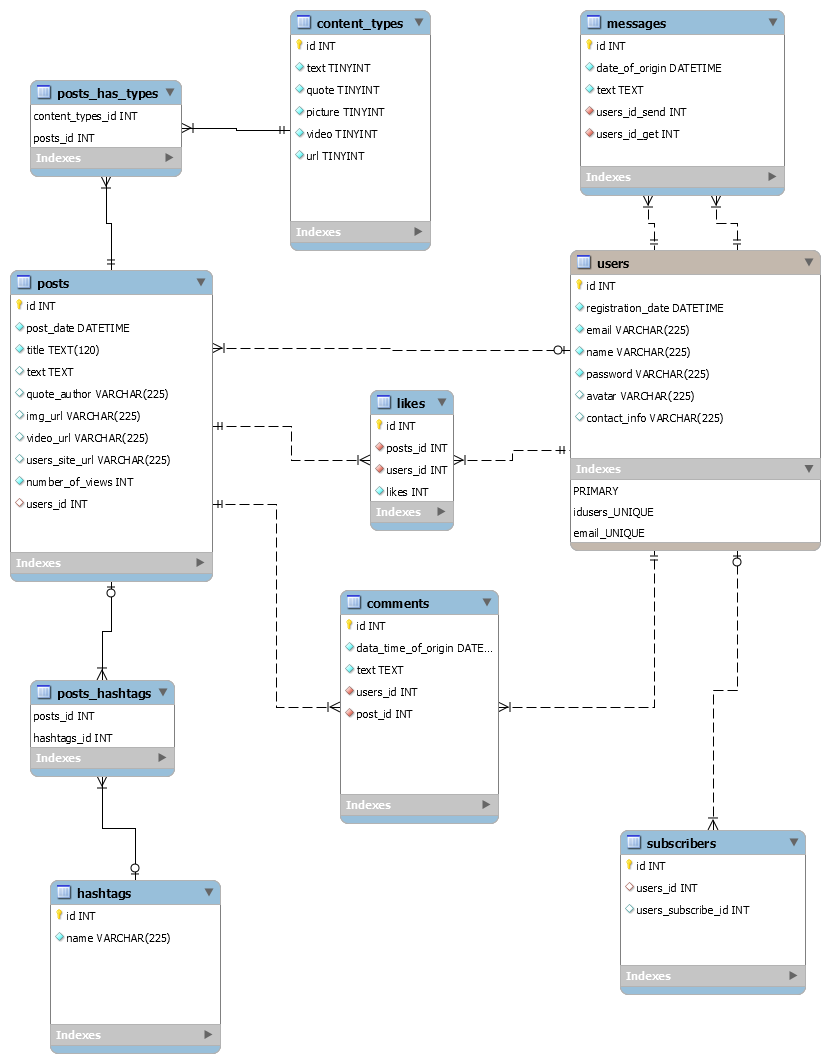 content_types
id INT
text TINYINT
quote TINYINT
picture TINYINT
video TINYINT
url TINYINT
Indexes
messages
id INT
date_of_origin DATETIME
text TEXT
users_id_send INT
users_id_get INT
Indexes
posts_has_types
content_types_id INT
posts_id INT
Indexes
users
id INT
registration_date DATETIME
email VARCHAR(225)
name VARCHAR(225)
password VARCHAR(225)
avatar VARCHAR(225)
contact_info VARCHAR(225)
Indexes
PRIMARY
idusers_UNIQUE
email_UNIQUE
posts
id INT
post_date DATETIME
title TEXT(120)
text TEXT
quote_author VARCHAR(225)
img_url VARCHAR(225)
video_url VARCHAR(225)
users_site_url VARCHAR(225)
number_of_views INT
users_id INT
Indexes
likes
id INT
posts_id INT
users_id INT
likes INT
Indexes
comments
id INT
data_time_of_origin DATE...
text TEXT
users_id INT
post_id INT
Indexes
posts_hashtags
posts_id INT
hashtags_id INT
Indexes
subscribers
id INT
users_id INT
users_subscribe_id INT
Indexes
hashtags
id INT
name VARCHAR(225)
Indexes